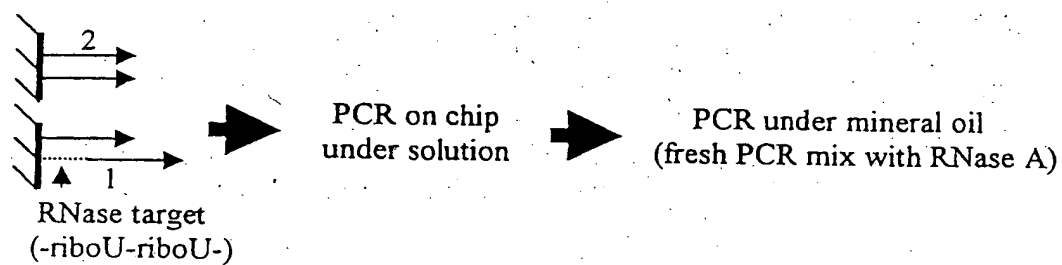 2
1
RNase target
(-riboU-riboU-)
PCR on chip
under solution
PCR under mineral oil
(fresh PCR mix with RNase A)